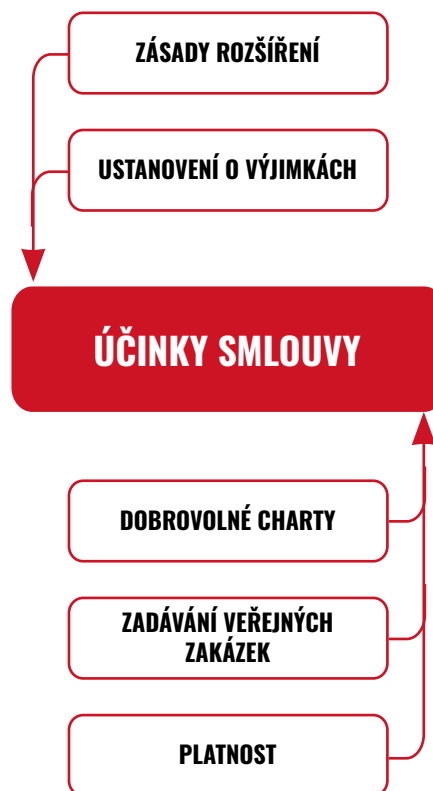 ZÁSADY ROZŠÍŘENÍ
USTANOVENÍ O VÝJIMKÁCH
ÚČINKY SMLOUVY
DOBROVOLNÉ CHARTY
ZADÁVÁNÍ VEŘEJNÝCH
ZAKÁZEK
PLATNOST